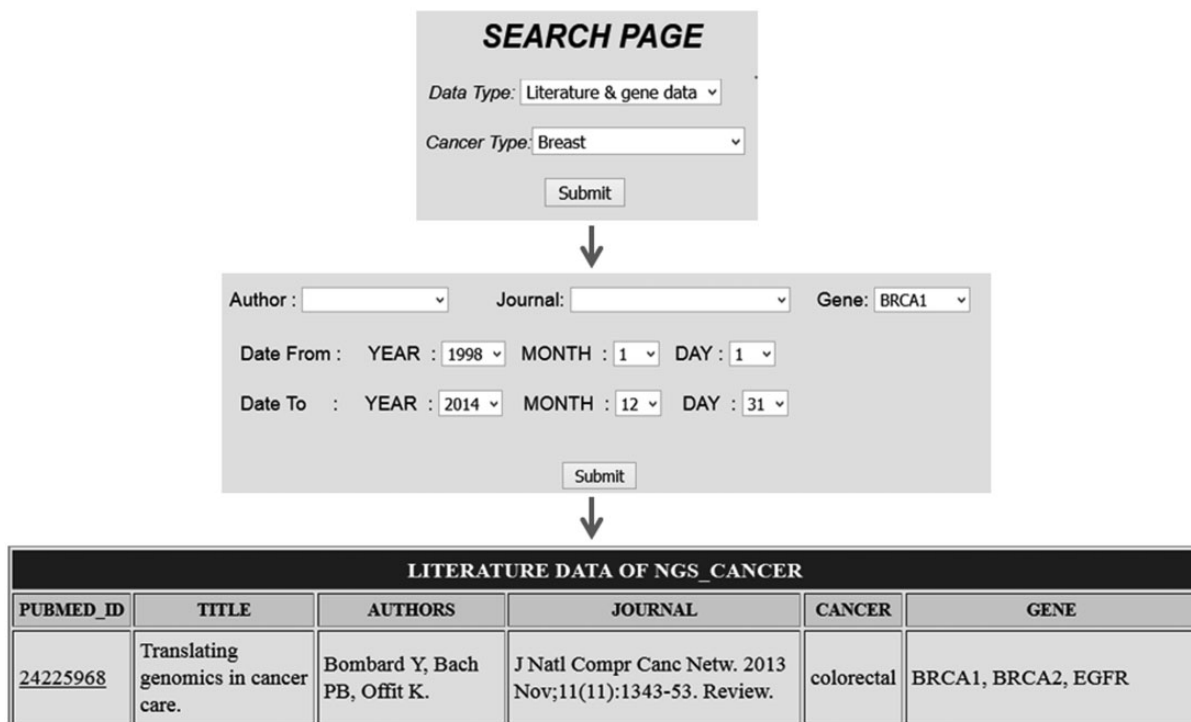 SEARCH PAGE
Data Type: Literature & gene data
Cancer Type: Breast
Submit
Author : Journal: Gene: BRCA1
Date From : YEAR : 1998 MONTH : 1 DAY : 1
Date To : YEAR : 2014 MONTH : 12 DAY : 31
Submit
LITERATURE DATA OF NGS_CANCER
PUBMED_ID TITLE AUTHORS JOURNAL CANCER GENE
24225968
Translating
genomics in cancer
care.
Bombard Y, Bach
PB, Offit K.
J Natl Compr Canc Netw. 2013
Nov;11(11):1343-53. Review.
colorectal
BRCA1, BRCA2, EGFR